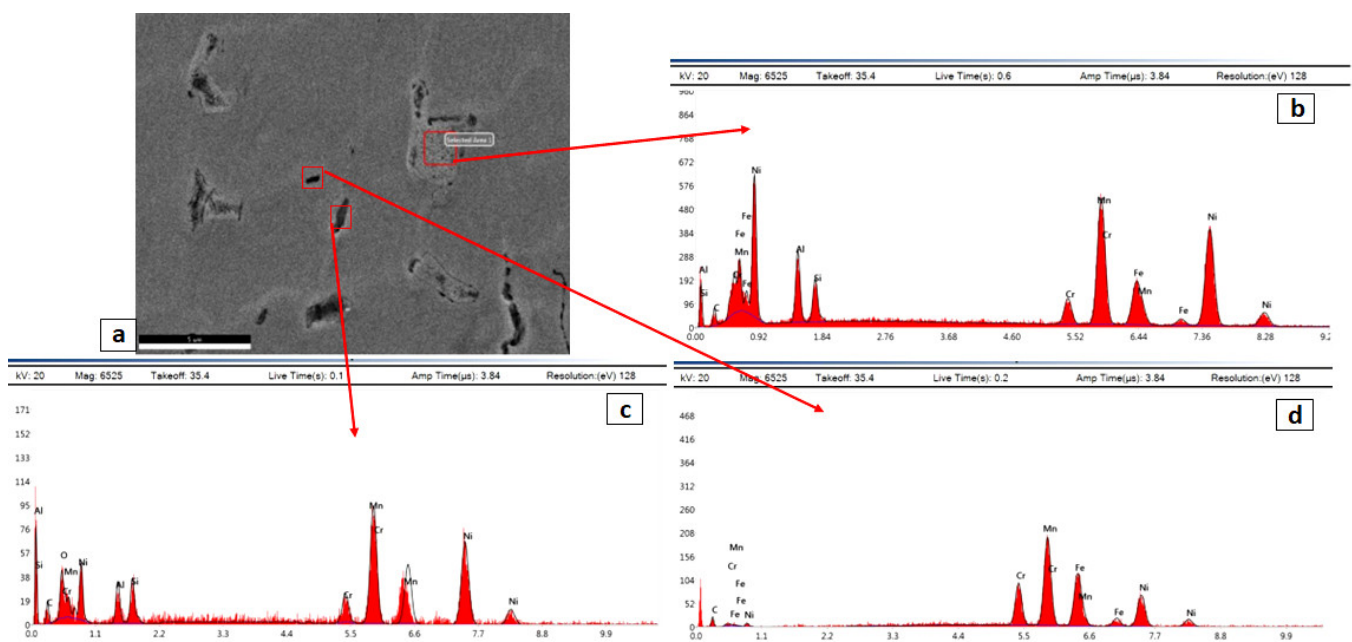 Selected Area 1
a
5 µm
kV: 20 Mag: 6525 Takeoff: 35.4 Live Time(s): 0.6 Amp Time(µs): 3.84 Resolution:(eV) 128
b
960
864
768
672
576
480
384
288
192
96
0.00 0.92 1.84 2.76 3.68 4.60 5.52 6.44 7.36 8.28 9.2
Al
Si
C
O
Fe
Fe
Mn
Fe
Ni
Al
Si
Cr
Mn
Cr
Fe
Mn
Fe
Ni
Ni
kV: 20 Mag: 6525 Takeoff: 35.4 Live Time(s): 0.1 Amp Time(µs): 3.84 Resolution:(eV) 128
c
171
152
133
114
95
76
57
38
19
0
0.0 1.1 2.2 3.3 4.4 5.5 6.6 7.7 8.8 9.9
Al
Si
C
O
Mn
Cr
Ni
Al
Si
Cr
Mn
Cr
Mn
Ni
Ni
kV: 20 Mag: 6525 Takeoff: 35.4 Live Time(s): 0.2 Amp Time(µs): 3.84 Resolution:(eV) 128
d
468
416
364
312
260
208
156
104
52
0
0.0 1.1 2.2 3.3 4.4 5.5 6.6 7.7 8.8 9.9
C
Mn
Cr
Fe
Fe
Fe
Ni
Cr
Mn
Cr
Fe
Mn
Fe
Ni
Ni